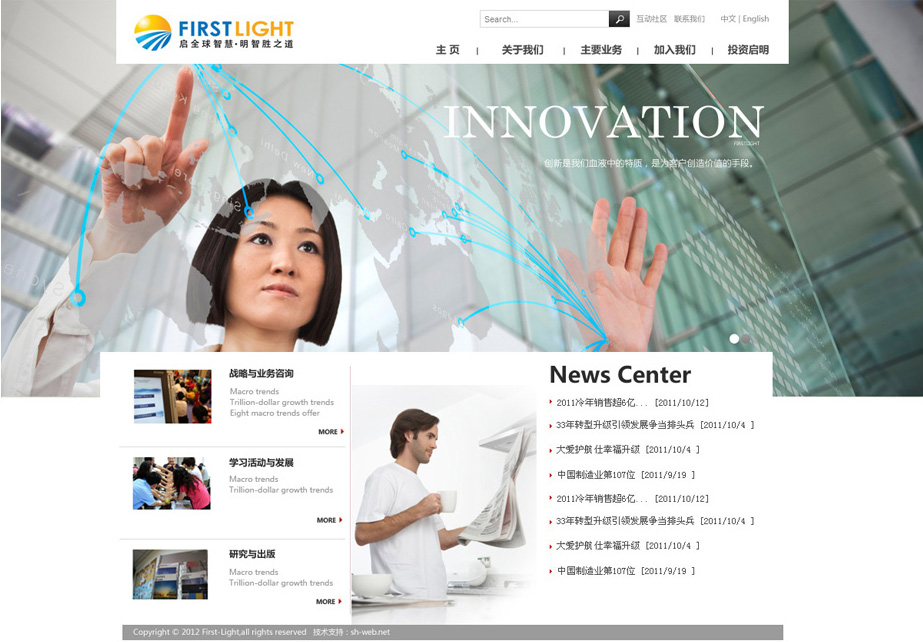 FIRST LIGHT
启全球智慧·明智胜之道
Search...
互动社区 联系我们 中文 | English
主 页 | 关于我们 | 主要业务 | 加入我们 | 投资启明
INNOVATION
FIRSTLIGHT
创新是我们血液中的特质，是为客户创造价值的手段。
战略与业务咨询
Macro trends
Trillion-dollar growth trends
Eight macro trends offer
MORE
学习活动与发展
Macro trends
Trillion-dollar growth trends
MORE
研究与出版
Macro trends
Trillion-dollar growth trends
MORE
News Center
2011冷年销售超6亿... [2011/10/12]
33年转型升级引领发展争当排头兵 [2011/10/4 ]
大爱护航 仕幸福升级 [2011/10/4 ]
中国制造业第107位 [2011/9/19 ]
2011冷年销售超6亿... [2011/10/12]
33年转型升级引领发展争当排头兵 [2011/10/4 ]
大爱护航 仕幸福升级 [2011/10/4 ]
中国制造业第107位 [2011/9/19 ]
Copyright © 2012 First-Light,all rights reserved 技术支持：sh-web.net